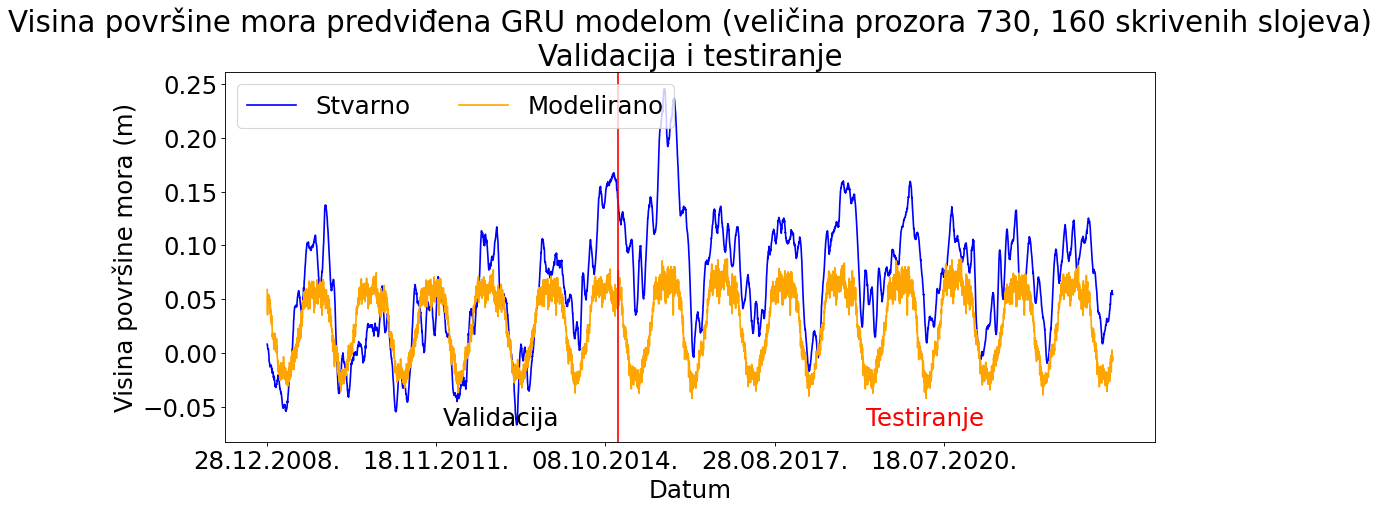 Visina površine mora predviđena GRU modelom (veličina prozora 730, 160 skrivenih slojeva)
Validacija i testiranje
Stvarno
Modelirano
Visina površine mora (m)
0.25
0.20
0.15
0.10
0.05
0.00
−0.05
Validacija
Testiranje
28.12.2008.
18.11.2011.
08.10.2014.
28.08.2017.
18.07.2020.
Datum